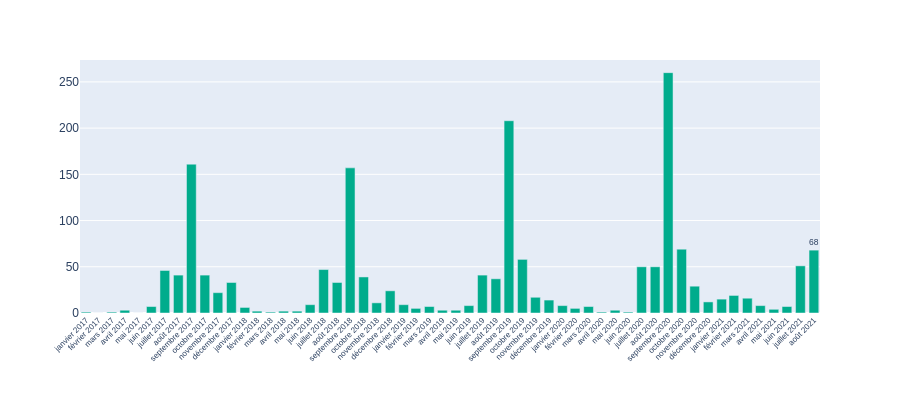 250
200
150
100
50
0
68
janvier 2017
février 2017
mars 2017
avril 2017
mai 2017
juin 2017
juillet 2017
août 2017
septembre 2017
octobre 2017
novembre 2017
décembre 2017
janvier 2018
février 2018
mars 2018
avril 2018
mai 2018
juin 2018
juillet 2018
août 2018
septembre 2018
octobre 2018
novembre 2018
décembre 2018
janvier 2019
février 2019
mars 2019
avril 2019
mai 2019
juin 2019
juillet 2019
août 2019
septembre 2019
octobre 2019
novembre 2019
décembre 2019
janvier 2020
février 2020
mars 2020
avril 2020
mai 2020
juin 2020
juillet 2020
août 2020
septembre 2020
octobre 2020
novembre 2020
décembre 2020
janvier 2021
février 2021
mars 2021
avril 2021
mai 2021
juin 2021
juillet 2021
août 2021